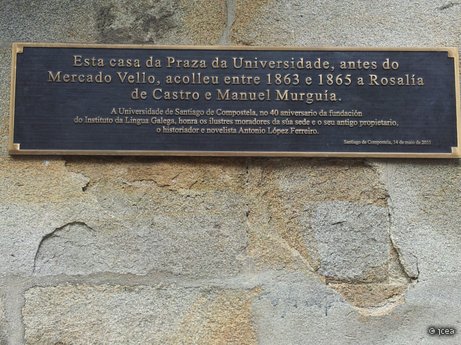 Esta casa da Praza da Universidade, antes do
Mercado Vello, acolleu entre 1863 e 1865 a Rosalía
de Castro e Manuel Murguía.
A Universidade de Santiago de Compostela, no 40 aniversario da fundación
do Instituto da Lingua Galega, honra os ilustres moradores da súa sede e o seu antigo propietario,
o historiador e novelista Antonio López Ferreiro.
Santiago de Compostela, 14 de maio de 2011
© jcea